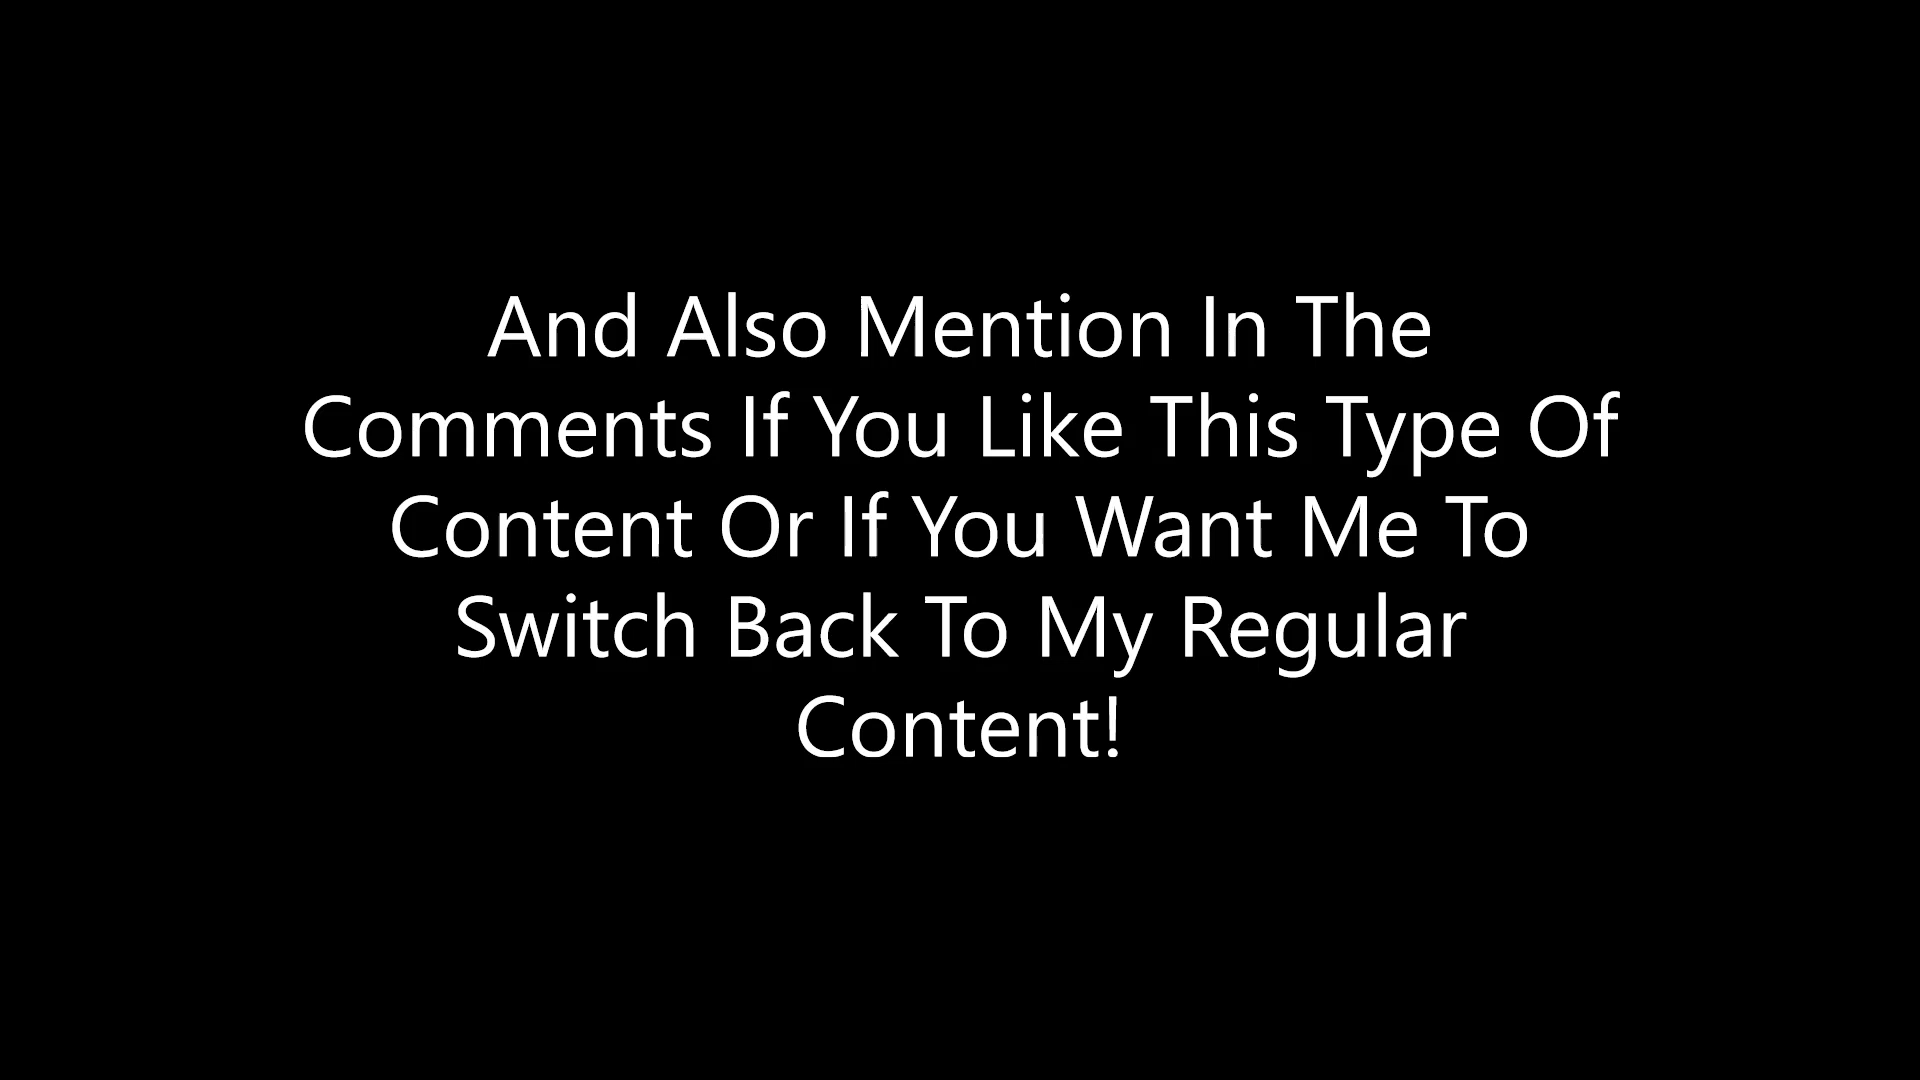 And Also Mention In The
Comments If You Like This Type Of
Content Or If You Want Me To
Switch Back To My Regular
Content!